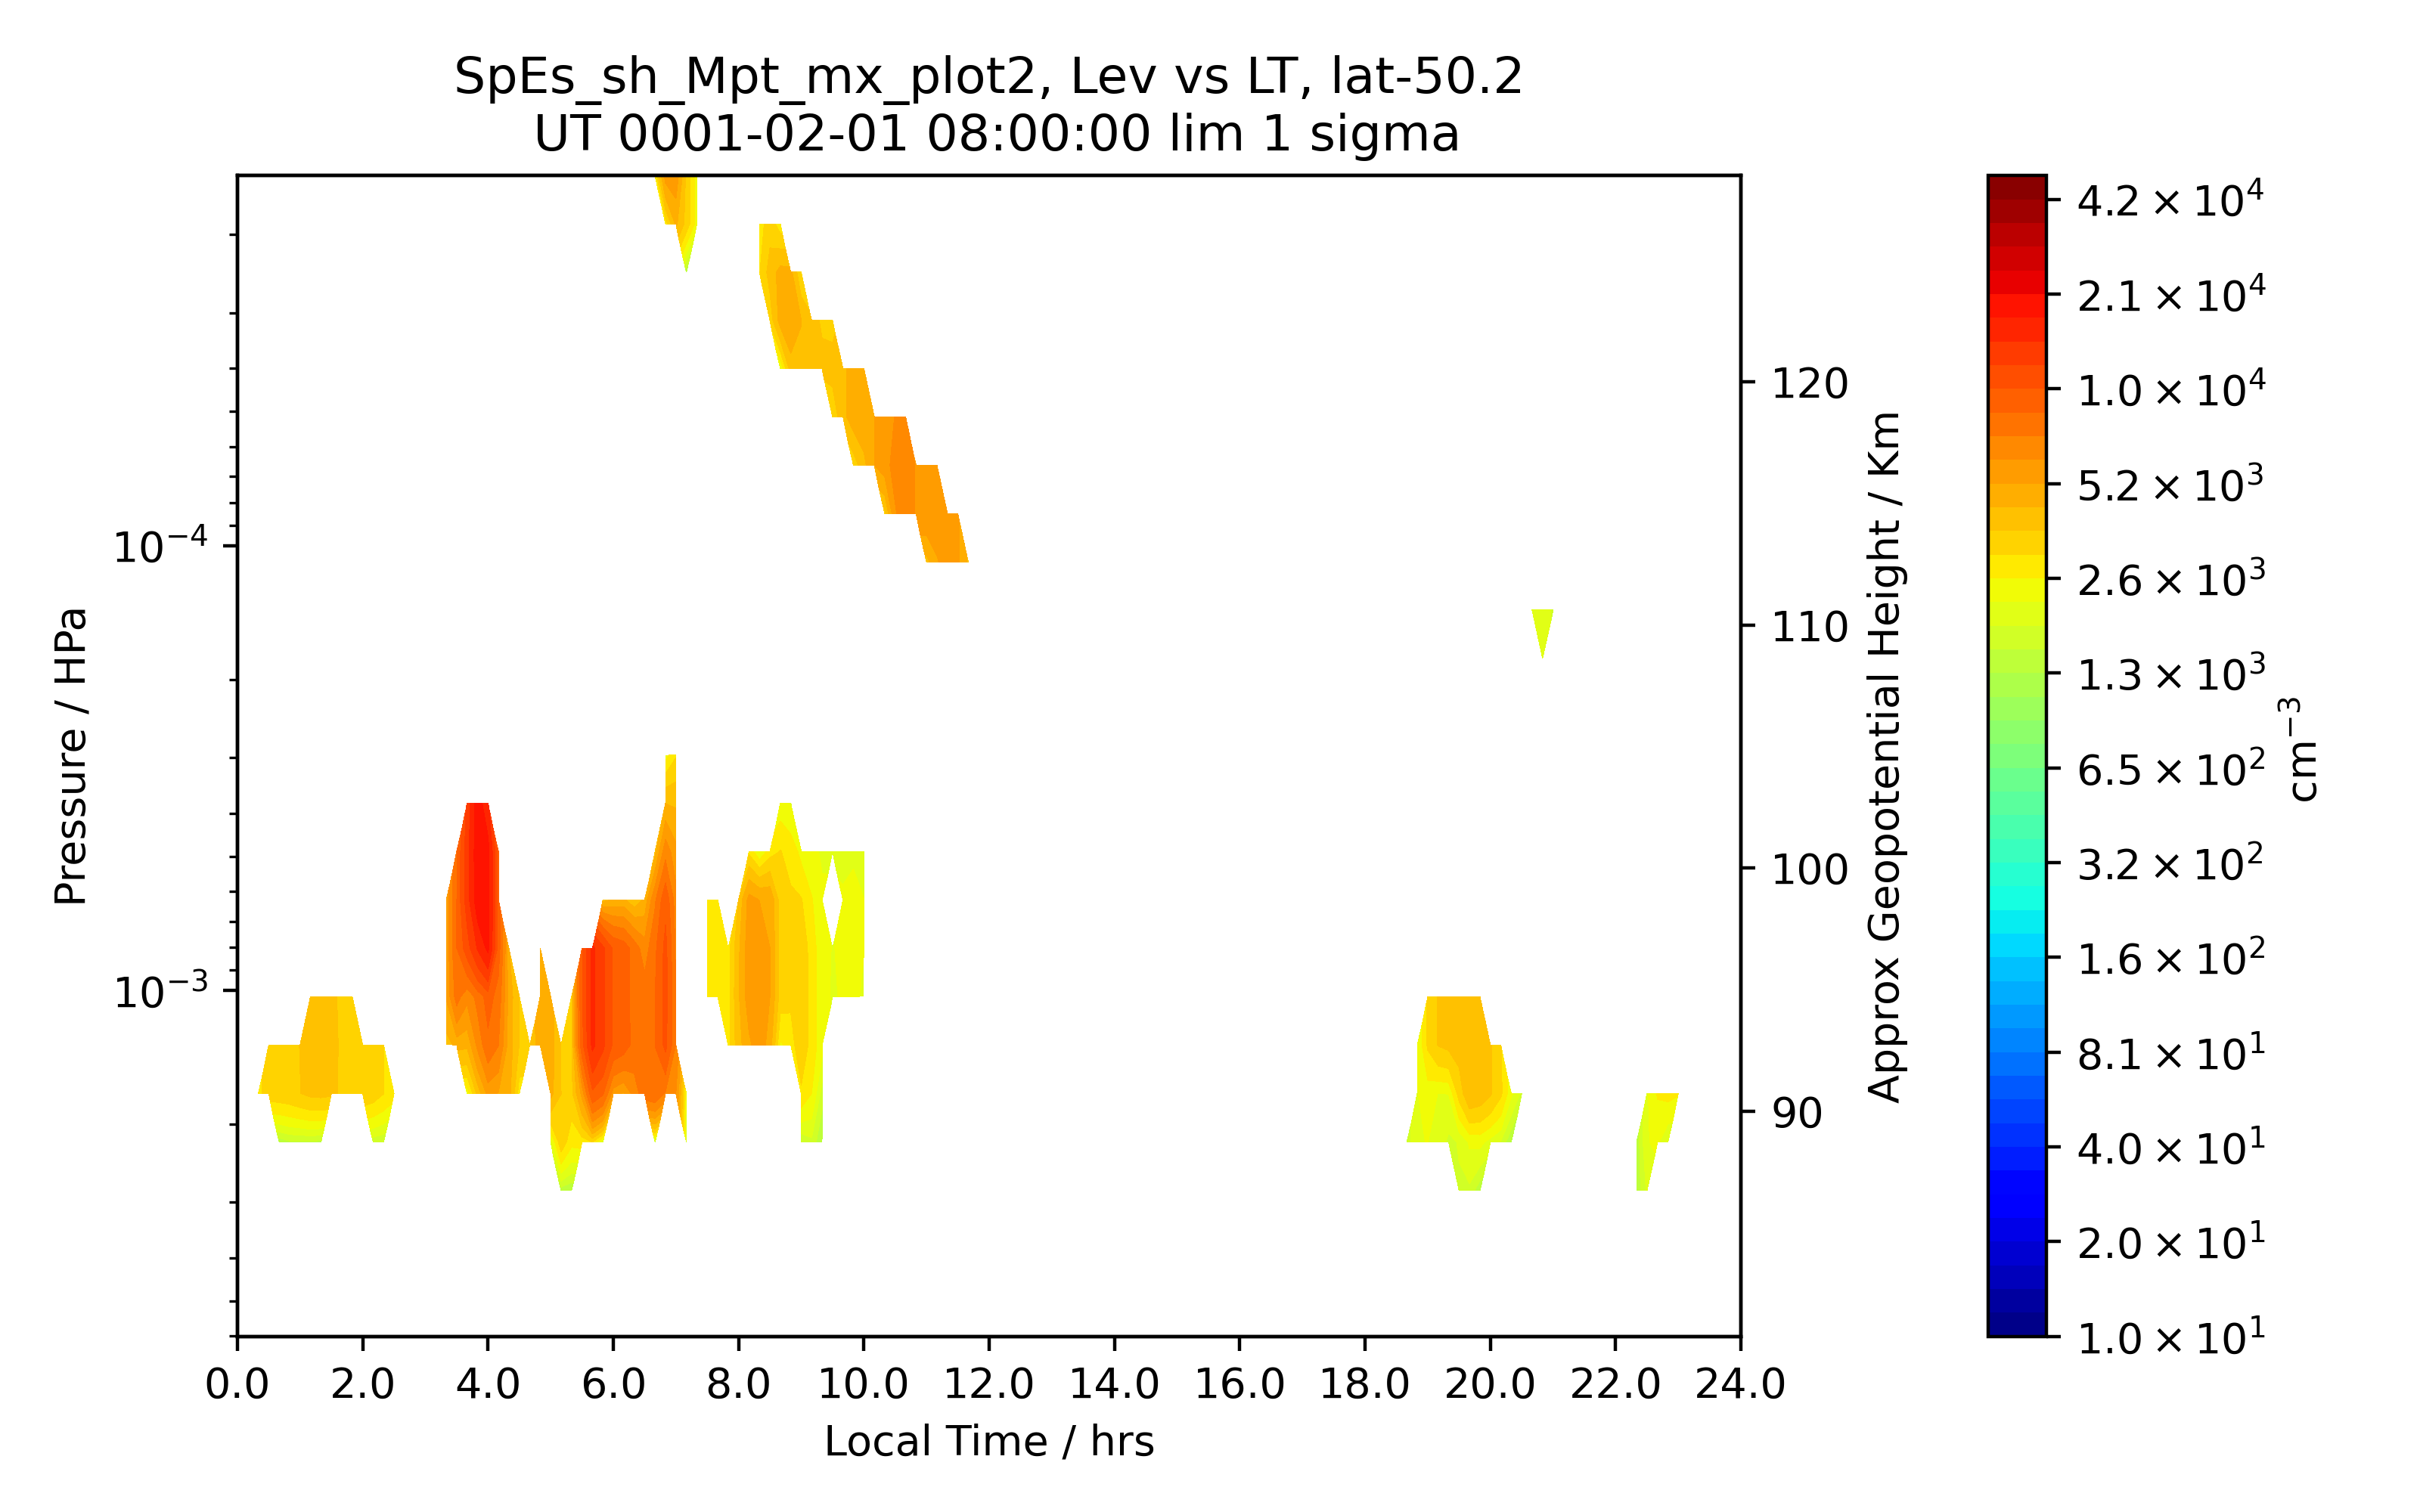 SpEs_sh_Mpt_mx_plot2, Lev vs LT, lat-50.2
UT 0001-02-01 08:00:00 lim 1 sigma
Pressure / HPa
10⁻⁴
10⁻³
0.0 2.0 4.0 6.0 8.0 10.0 12.0 14.0 16.0 18.0 20.0 22.0 24.0
Local Time / hrs
120
110
100
90
Approx Geopotential Height / Km
4.2 × 10⁴
2.1 × 10⁴
1.0 × 10⁴
5.2 × 10³
2.6 × 10³
1.3 × 10³
6.5 × 10²
3.2 × 10²
1.6 × 10²
8.1 × 10¹
4.0 × 10¹
2.0 × 10¹
1.0 × 10¹
cm⁻³